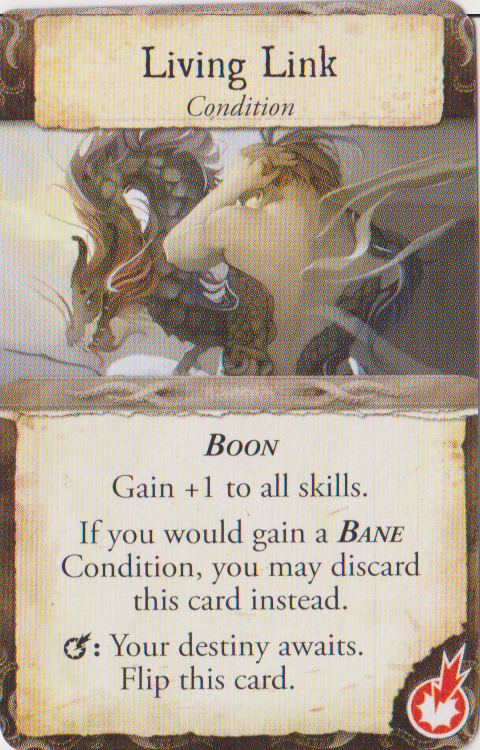 Living Link
Condition
Boon
Gain +1 to all skills.
If you would gain a Bane
Condition, you may discard
this card instead.
: Your destiny awaits.
Flip this card.